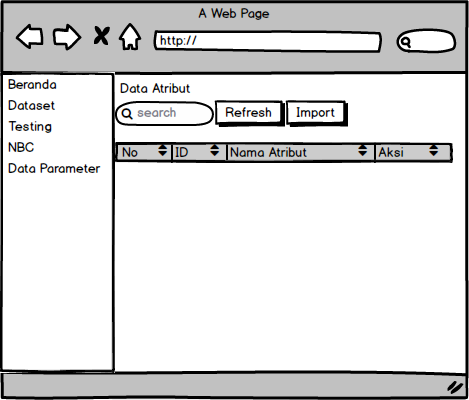 A Web Page
http://
Beranda
Dataset
Testing
NBC
Data Parameter
Data Atribut
search Refresh Import
No ID Nama Atribut Aksi